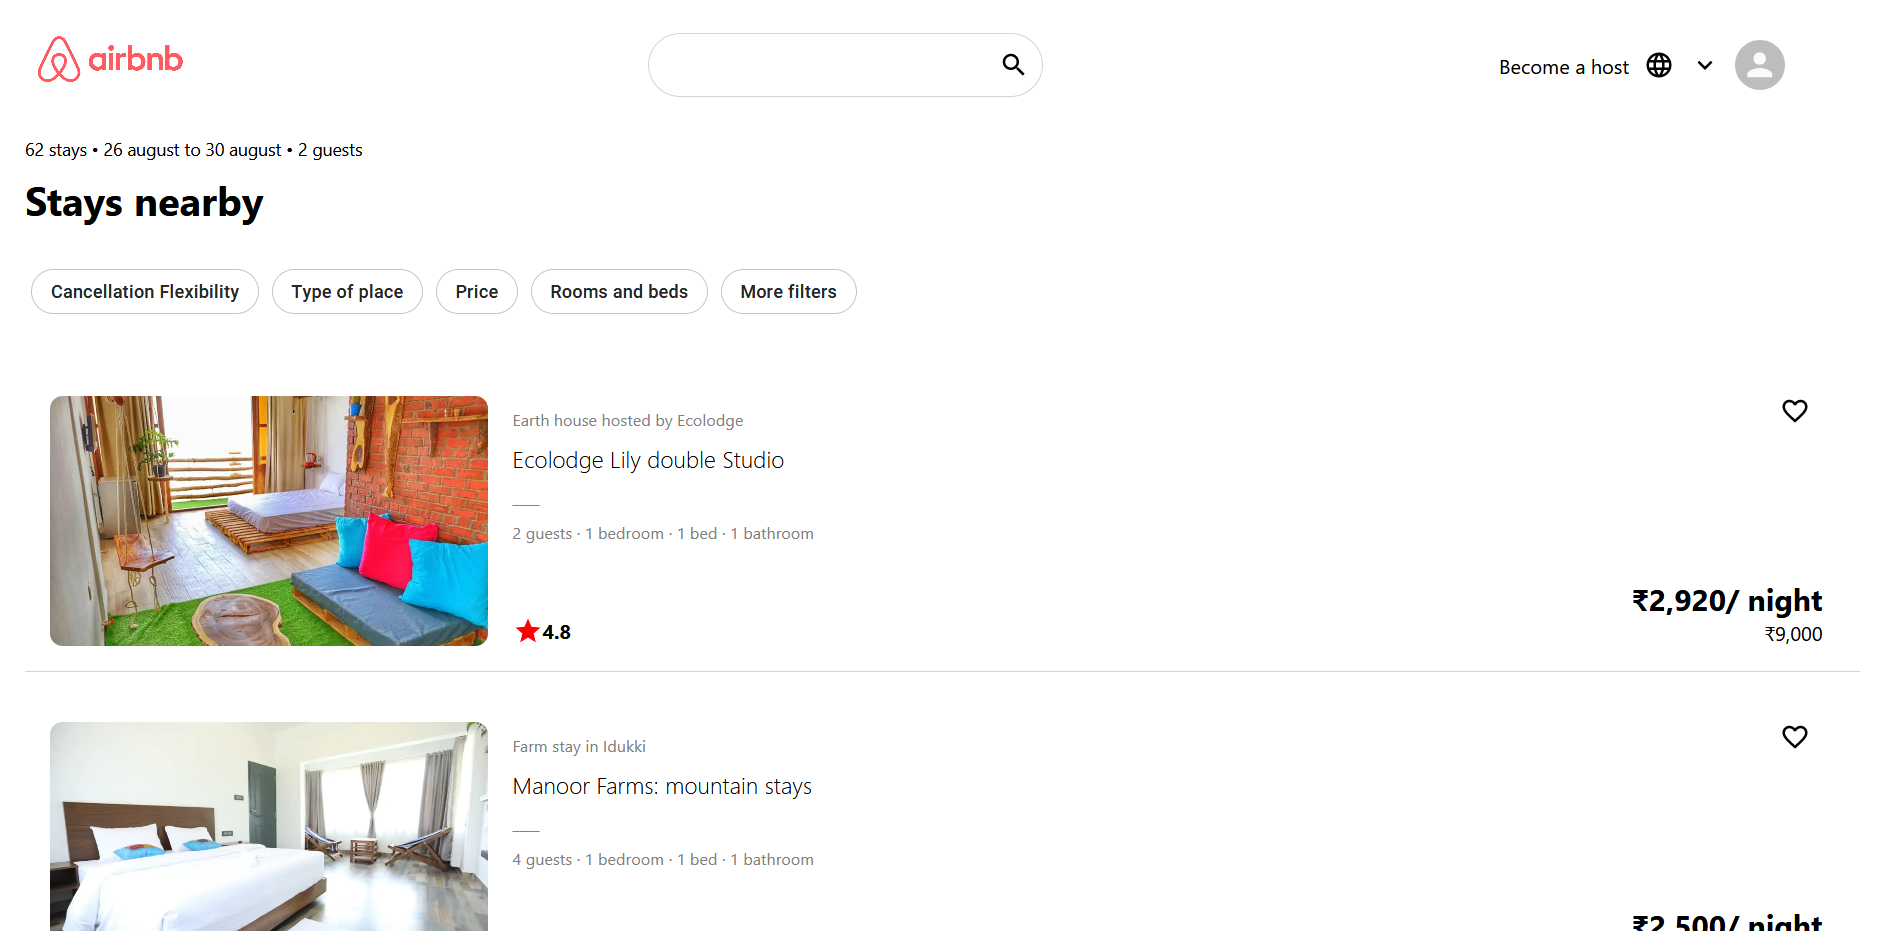 airbnb
Become a host
62 stays • 26 august to 30 august • 2 guests
Stays nearby
Cancellation Flexibility
Type of place
Price
Rooms and beds
More filters
Earth house hosted by Ecolodge
Ecolodge Lily double Studio
2 guests · 1 bedroom · 1 bed · 1 bathroom
4.8
₹2,920/ night
₹9,000
Farm stay in Idukki
Manoor Farms: mountain stays
4 guests · 1 bedroom · 1 bed · 1 bathroom
₹2,500/ night